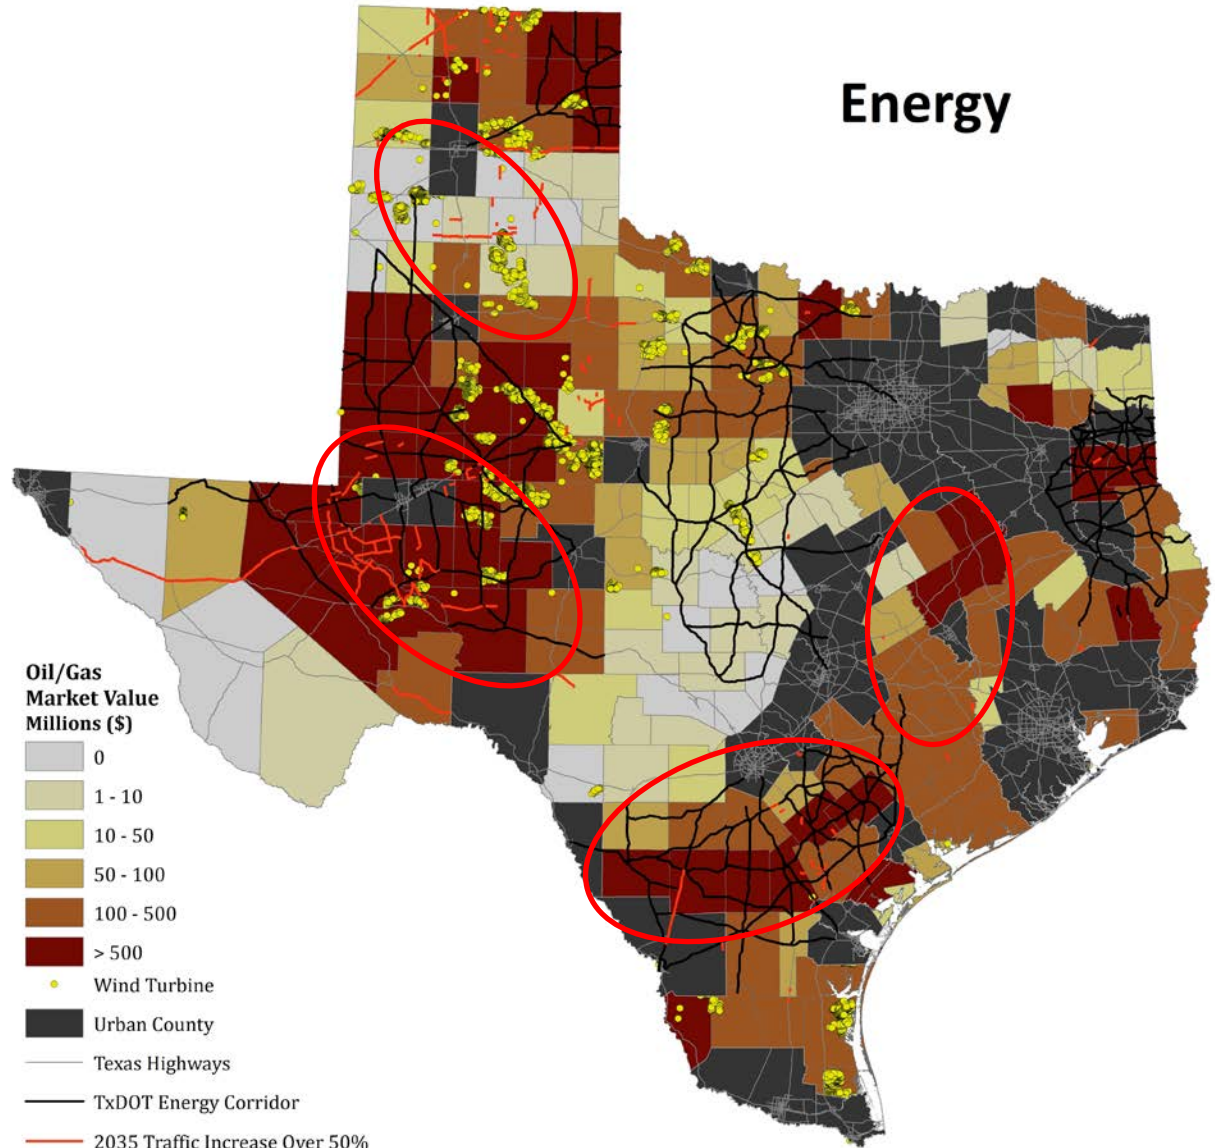 Energy
Oil/Gas
Market Value
Millions ($)
0
1 - 10
10 - 50
50 - 100
100 - 500
> 500
Wind Turbine
Urban County
Texas Highways
TxDOT Energy Corridor
2035 Traffic Increase Over 50%